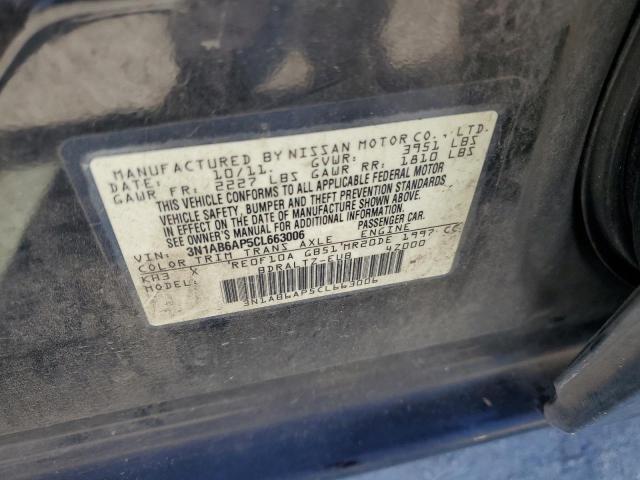 MANUFACTURED BY NISSAN MOTOR CO., LTD.
DATE: 10/11 GVWR: 3951 LBS
GAWR FR: 2227 LBS GAWR RR: 1810 LBS
THIS VEHICLE CONFORMS TO ALL APPLICABLE FEDERAL MOTOR
VEHICLE SAFETY, BUMPER AND THEFT PREVENTION STANDARDS
IN EFFECT ON THE DATE OF MANUFACTURE SHOWN ABOVE.
SEE OWNER'S MANUAL FOR ADDITIONAL INFORMATION.
VIN: 3N1AB6AP5CL663006 PASSENGER CAR
COLOR TRIM TRANS AXLE ENGINE
KH3 X RE0F10A GB51 MR20DE 1997 CC
MODEL: BDRALTZ-EUB 47000
3N1AB6AP5CL663006